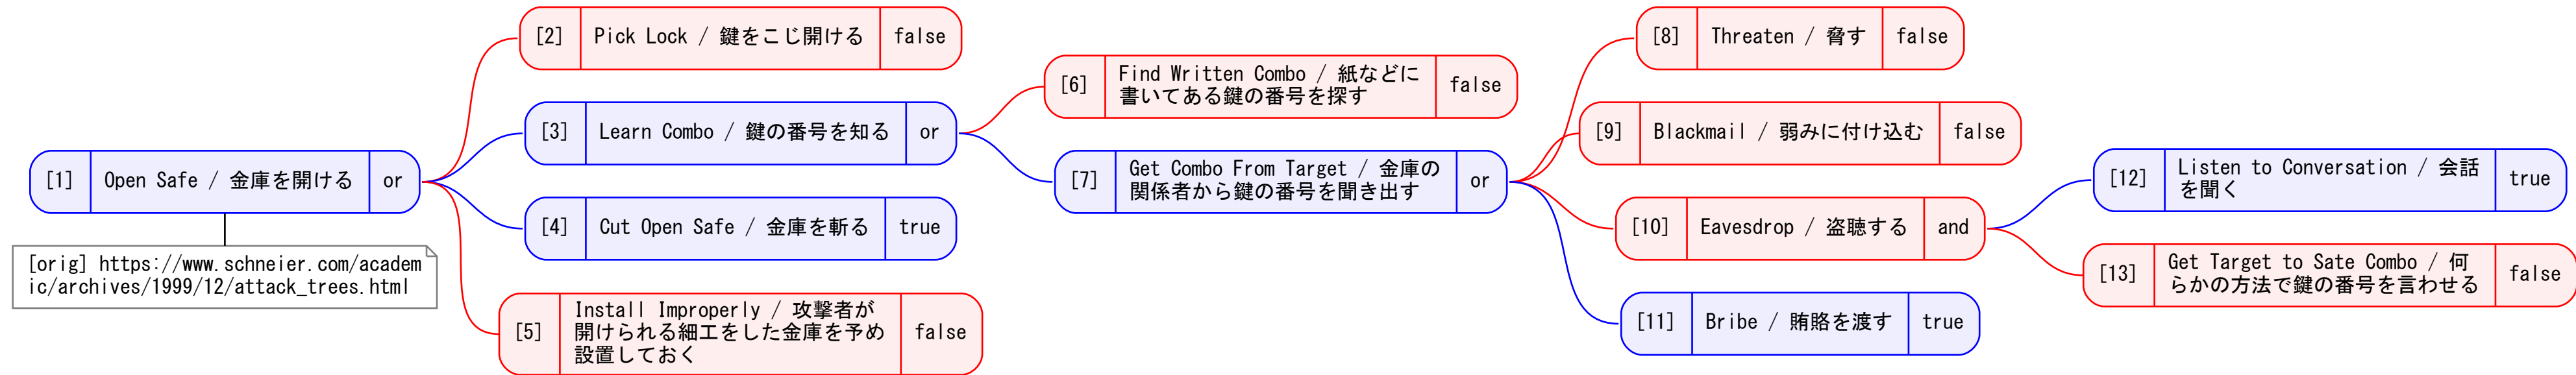 [1] Open Safe / 金庫を開ける or
[orig] https://www.schneier.com/academ
ic/archives/1999/12/attack_trees.html
[2] Pick Lock / 鍵をこじ開ける false
[3] Learn Combo / 鍵の番号を知る or
[4] Cut Open Safe / 金庫を斬る true
[5] Install Improperly / 攻撃者が
開けられる細工をした金庫を予め
設置しておく
false
[6] Find Written Combo / 紙などに
書いてある鍵の番号を探す
false
[7] Get Combo From Target / 金庫の
関係者から鍵の番号を聞き出す
or
[8] Threaten / 脅す false
[9] Blackmail / 弱みに付け込む false
[10] Eavesdrop / 盗聴する and
[11] Bribe / 賄賂を渡す true
[12] Listen to Conversation / 会話
を聞く
true
[13] Get Target to Sate Combo / 何
らかの方法で鍵の番号を言わせる
false